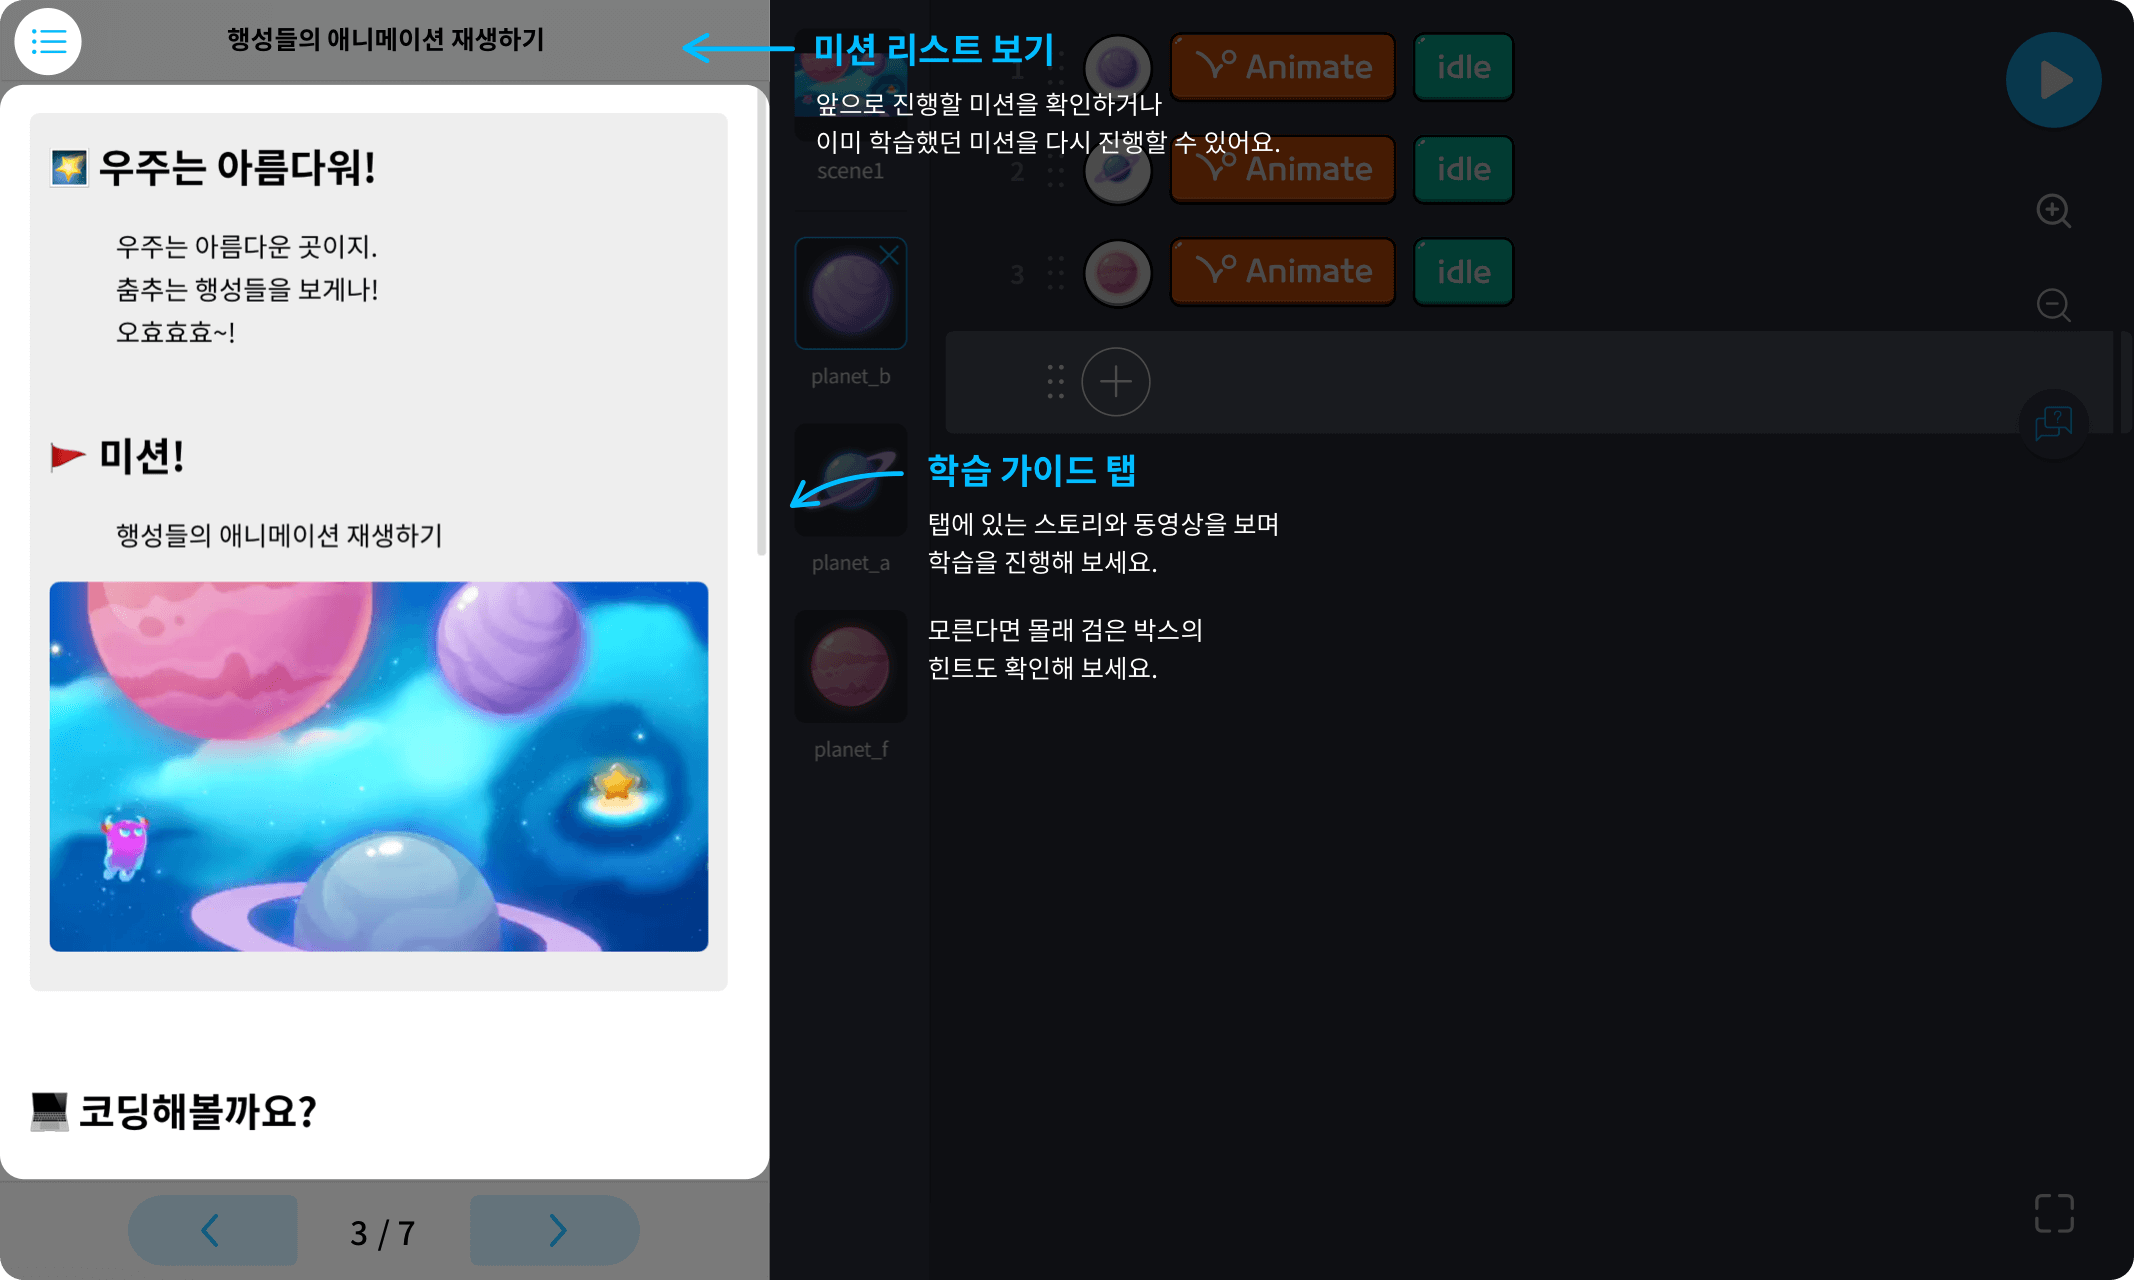 행성들의 애니메이션 재생하기
우주는 아름다워!
우주는 아름다운 곳이지.
춤추는 행성들을 보게나!
오효효효~!
미션!
행성들의 애니메이션 재생하기
코딩해볼까요?
3 / 7
미션 리스트 보기
앞으로 진행할 미션을 확인하거나
이미 학습했던 미션을 다시 진행할 수 있어요.
scene1
planet_b
planet_a
planet_f
1 Animate idle
2 Animate idle
3 Animate idle
학습 가이드 탭
탭에 있는 스토리와 동영상을 보며
학습을 진행해 보세요.
모른다면 몰래 검은 박스의
힌트도 확인해 보세요.